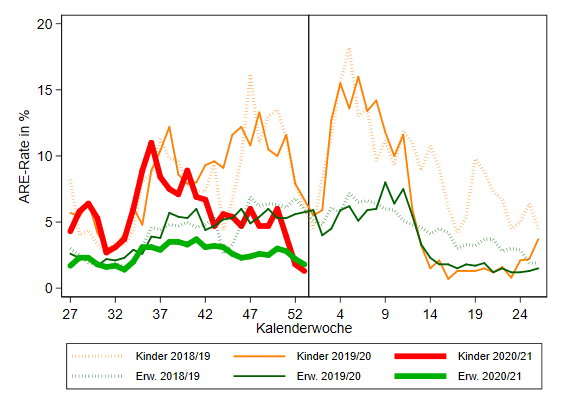 ARE-Rate in %
20
15
10
5
0
27 32 37 42 47 52 4 9 14 19 24
Kalenderwoche
Kinder 2018/19 Kinder 2019/20 Kinder 2020/21
Erw. 2018/19 Erw. 2019/20 Erw. 2020/21